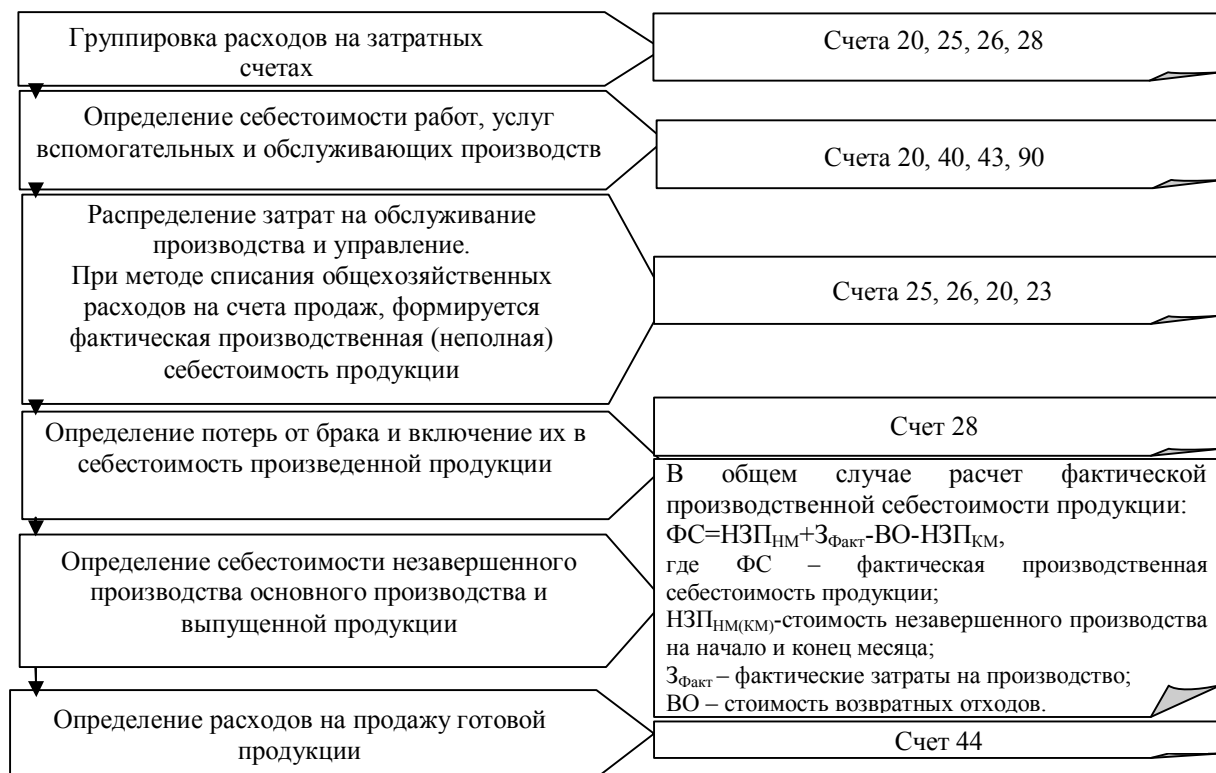 Группировка расходов на затратных
счетах
Счета 20, 25, 26, 28
Определение себестоимости работ, услуг
вспомогательных и обслуживающих производств
Счета 20, 40, 43, 90
Распределение затрат на обслуживание
производства и управление.
При методе списания общехозяйственных
расходов на счета продаж, формируется
фактическая производственная (неполная)
себестоимость продукции
Счета 25, 26, 20, 23
Определение потерь от брака и включение их в
себестоимость произведенной продукции
Счет 28
Определение себестоимости незавершенного
производства основного производства и
выпущенной продукции
В общем случае расчет фактической
производственной себестоимости продукции:
ФС=НЗПНМ+ЗФакт-ВО-НЗПКМ,
где ФС – фактическая производственная
себестоимость продукции;
НЗПНМ(КМ)-стоимость незавершенного производства
на начало и конец месяца;
ЗФакт – фактические затраты на производство;
ВО – стоимость возвратных отходов.
Определение расходов на продажу готовой
продукции
Счет 44